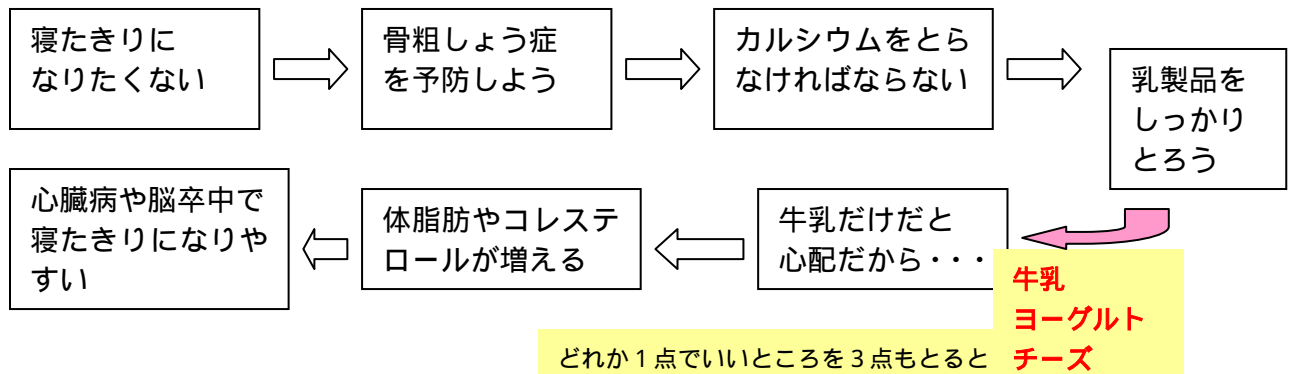 寝たきりに
なりたくない
骨粗しょう症
を予防しよう
カルシウムをとら
なければならない
乳製品を
しっかり
とろう
牛乳だけだと
心配だから・・・
牛乳
ヨーグルト
チーズ
どれか１点でいいところを３点もとると
体脂肪やコレステ
ロールが増える
心臓病や脳卒中で
寝たきりになりや
すい